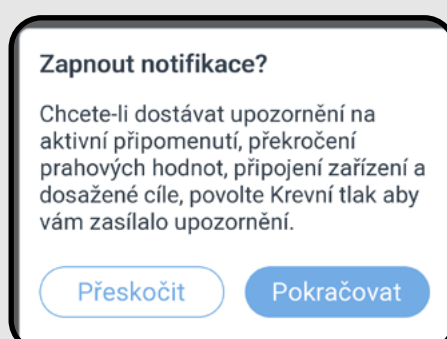 Zapnout notifikace?
Chcete-li dostávat upozornění na
aktivní připomenutí, překročení
prahových hodnot, připojení zařízení a
dosažené cíle, povolte Krevní tlak aby
vám zasílalo upozornění.
Přeskočit
Pokračovat